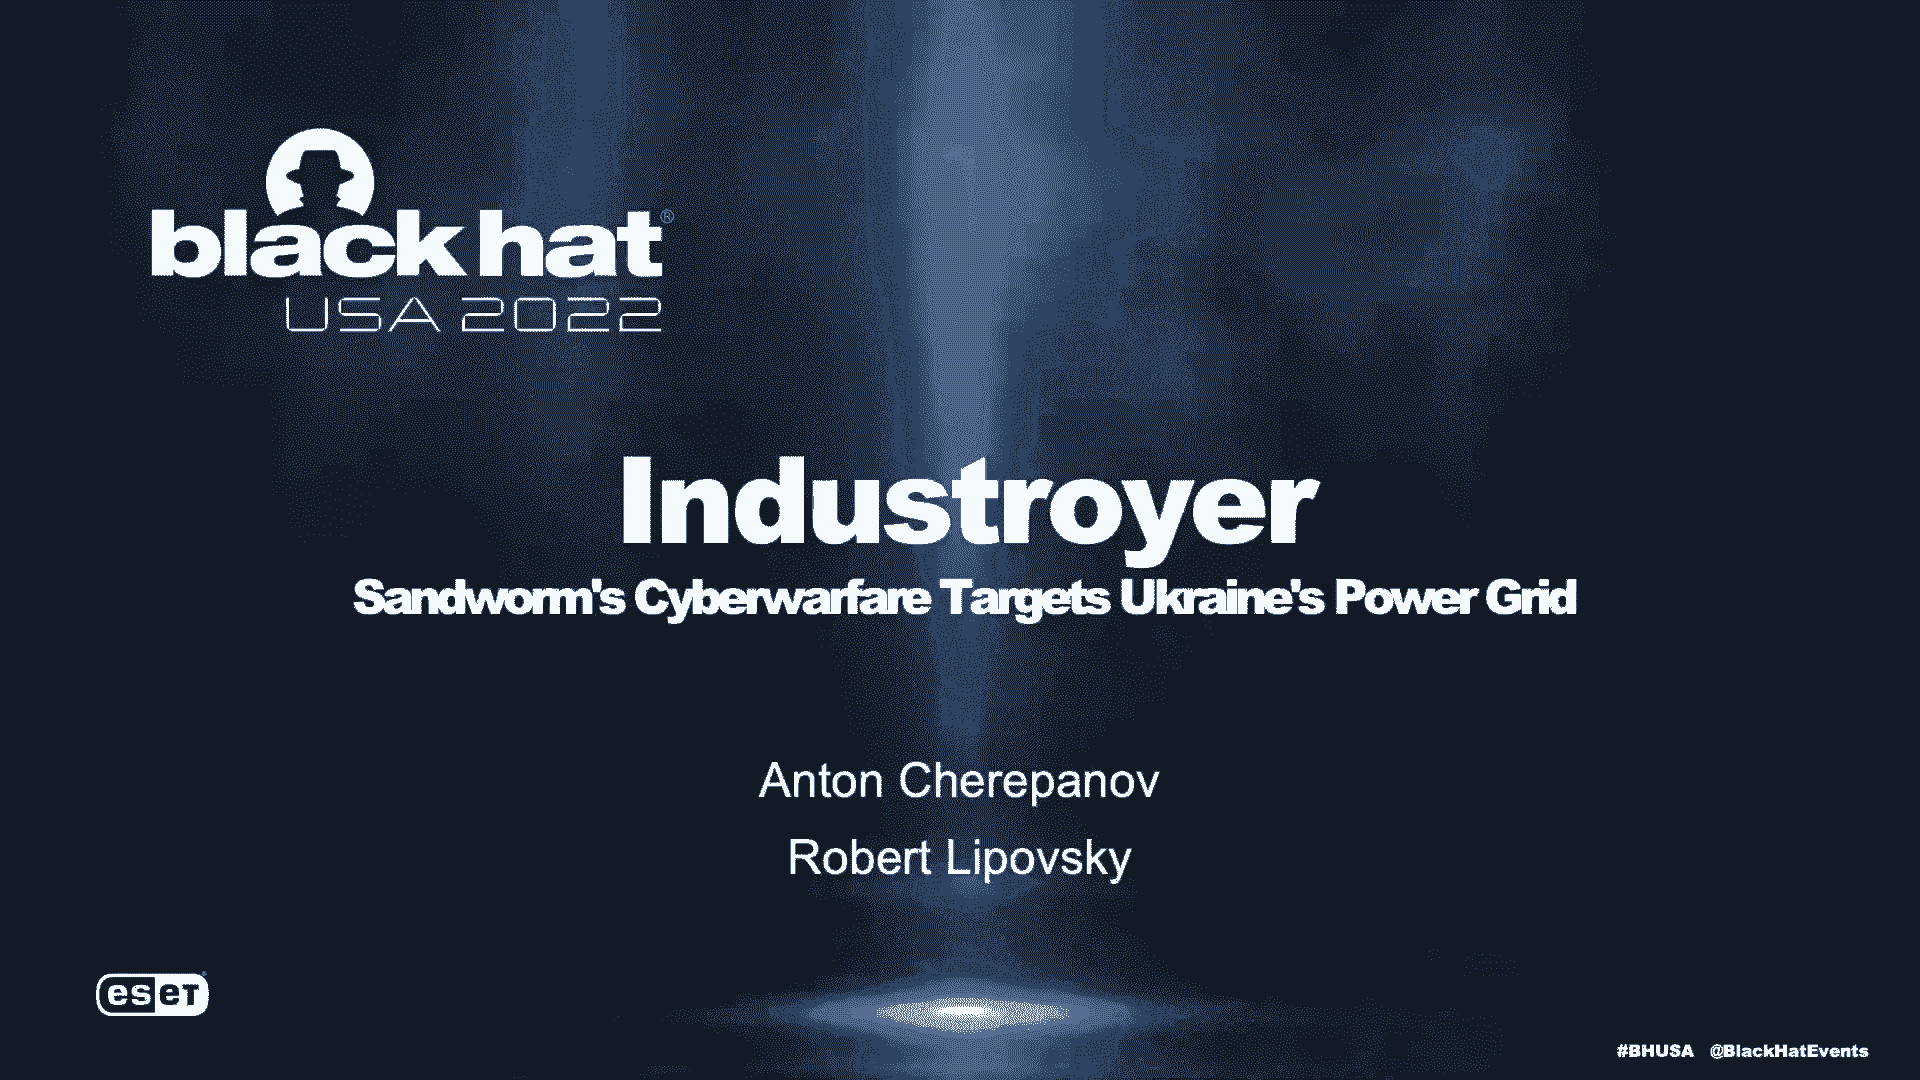 black hat®
USA 2022
Industroyer
Sandworm's Cyberwarfare Targets Ukraine's Power Grid
Anton Cherepanov
Robert Lipovsky
eseT®
#BHUSA @BlackHatEvents